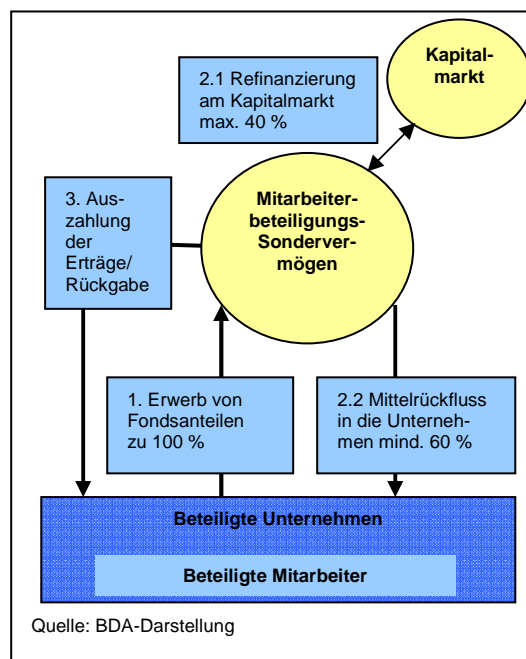 Kapital-
markt
2.1 Refinanzierung
am Kapitalmarkt
max. 40 %
Mitarbeiter-
beteiligungs-
Sonderver-
mögen
3. Aus-
zahlung
der
Erträge/
Rückgabe
1. Erwerb von
Fondsanteilen
zu 100 %
2.2 Mittelrückfluss
in die Unterneh-
men mind. 60 %
Beteiligte Unternehmen
Beteiligte Mitarbeiter
Quelle: BDA-Darstellung